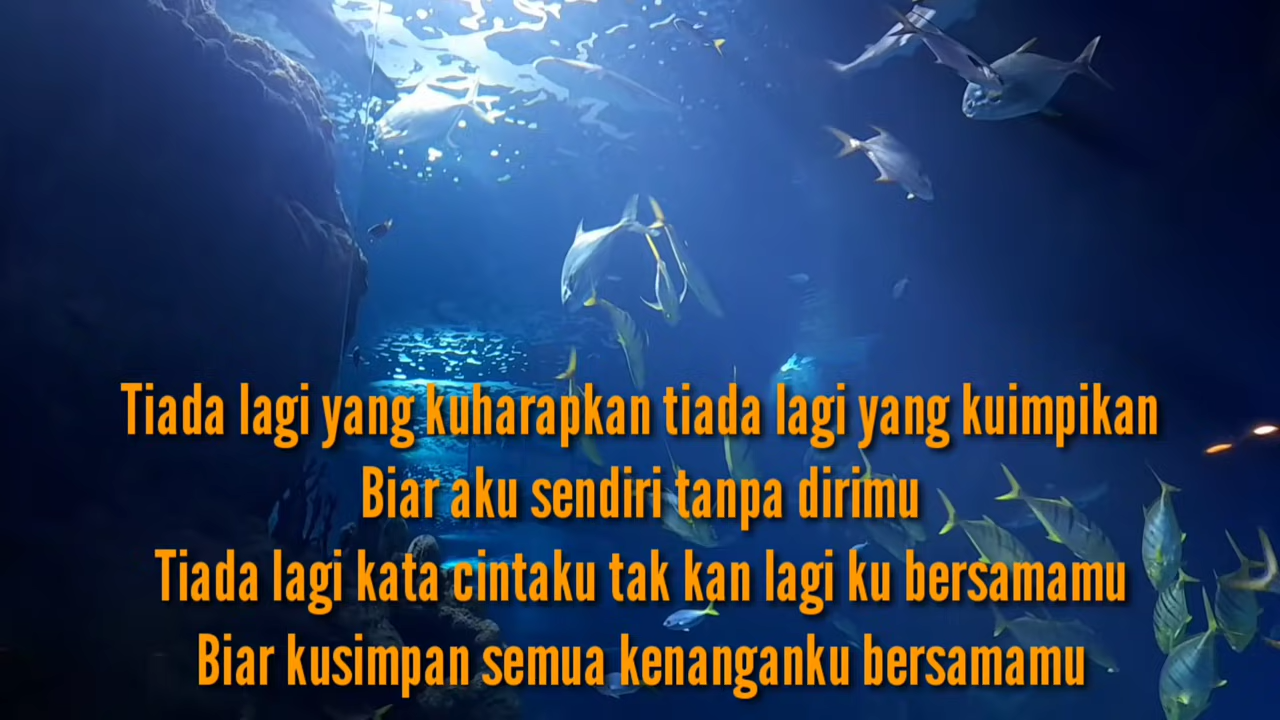 Tiada lagi yang kuharapkan tiada lagi yang kuimpikan
Biar aku sendiri tanpa dirimu
Tiada lagi kata cintaku tak kan lagi ku bersamamu
Biar kusimpan semua kenanganku bersamamu